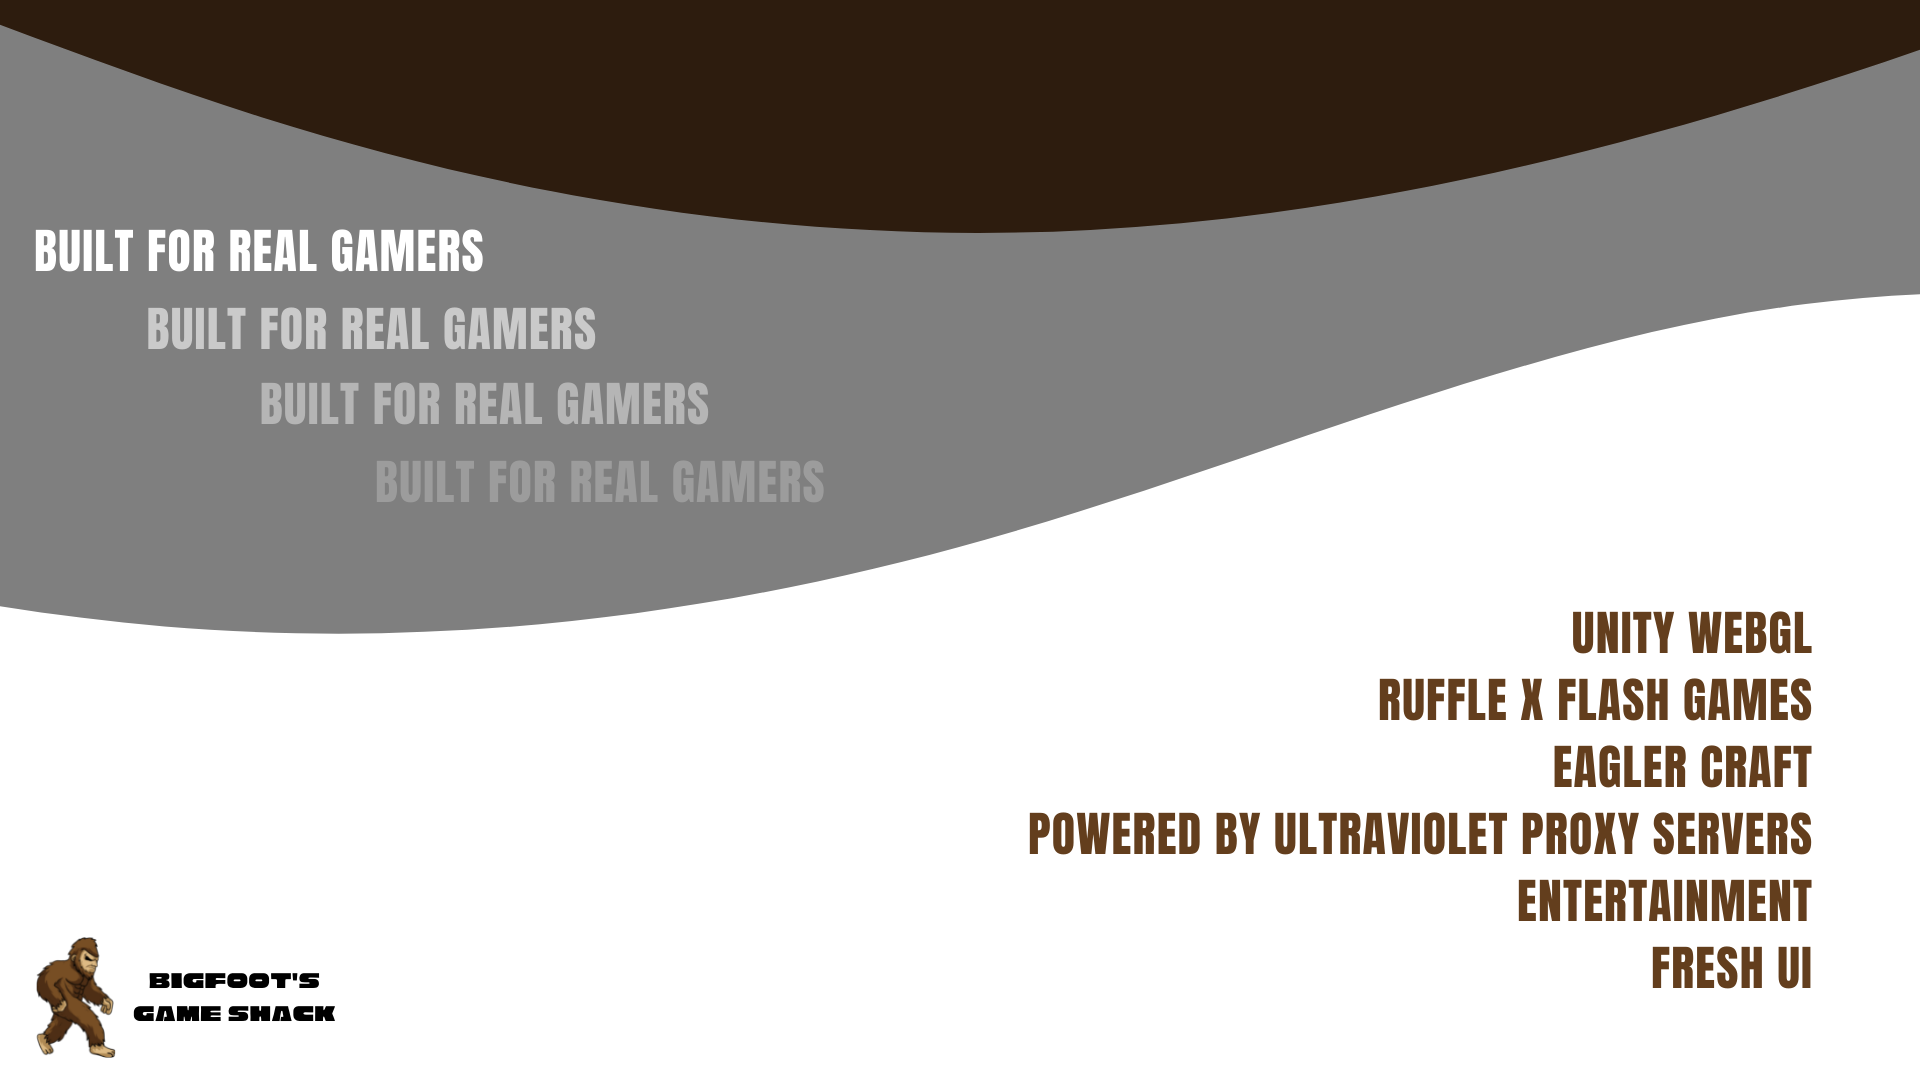 BUILT FOR REAL GAMERS
BUILT FOR REAL GAMERS
BUILT FOR REAL GAMERS
BUILT FOR REAL GAMERS
UNITY WEBGL
RUFFLE X FLASH GAMES
EAGLER CRAFT
POWERED BY ULTRAVIOLET PROXY SERVERS
ENTERTAINMENT
FRESH UI
BIGFOOT'S
GAME SHACK